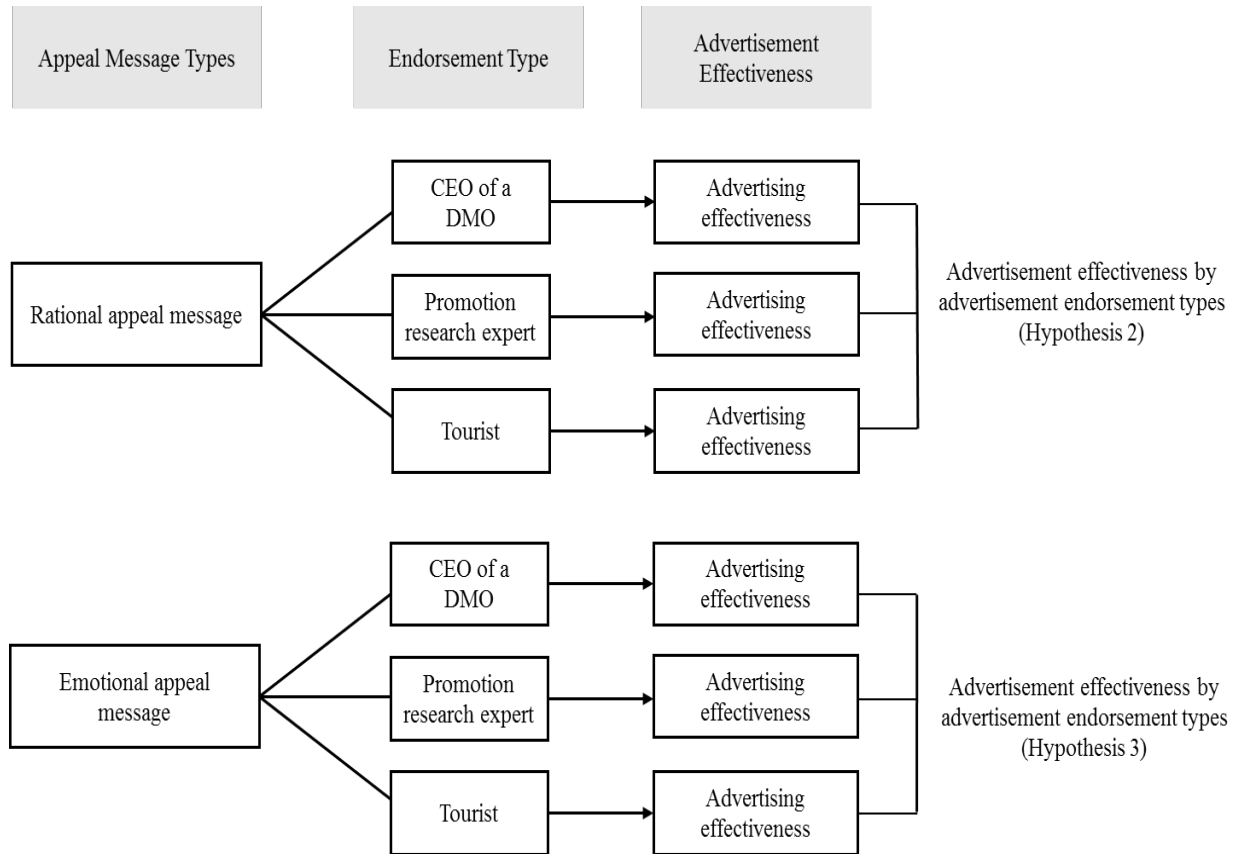 Appeal Message Types
Endorsement Type
Advertisement
Effectiveness
CEO of a
DMO
Advertising
effectiveness
Rational appeal message
Promotion
research expert
Advertising
effectiveness
Advertisement effectiveness by
advertisement endorsement types
(Hypothesis 2)
Tourist
Advertising
effectiveness
CEO of a
DMO
Advertising
effectiveness
Emotional appeal
message
Promotion
research expert
Advertising
effectiveness
Advertisement effectiveness by
advertisement endorsement types
(Hypothesis 3)
Tourist
Advertising
effectiveness